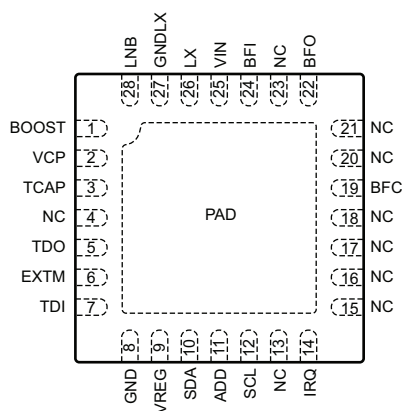 LNB GNDLX LX VIN BFI NC BFO
28 27 26 25 24 23 22
BOOST 1 21 NC
VCP 2 20 NC
TCAP 3 19 BFC
NC 4 18 NC
PAD
TDO 5 17 NC
EXTM 6 16 NC
TDI 7 15 NC
8 9 10 11 12 13 14
GND VREG SDA ADD SCL NC IRQ